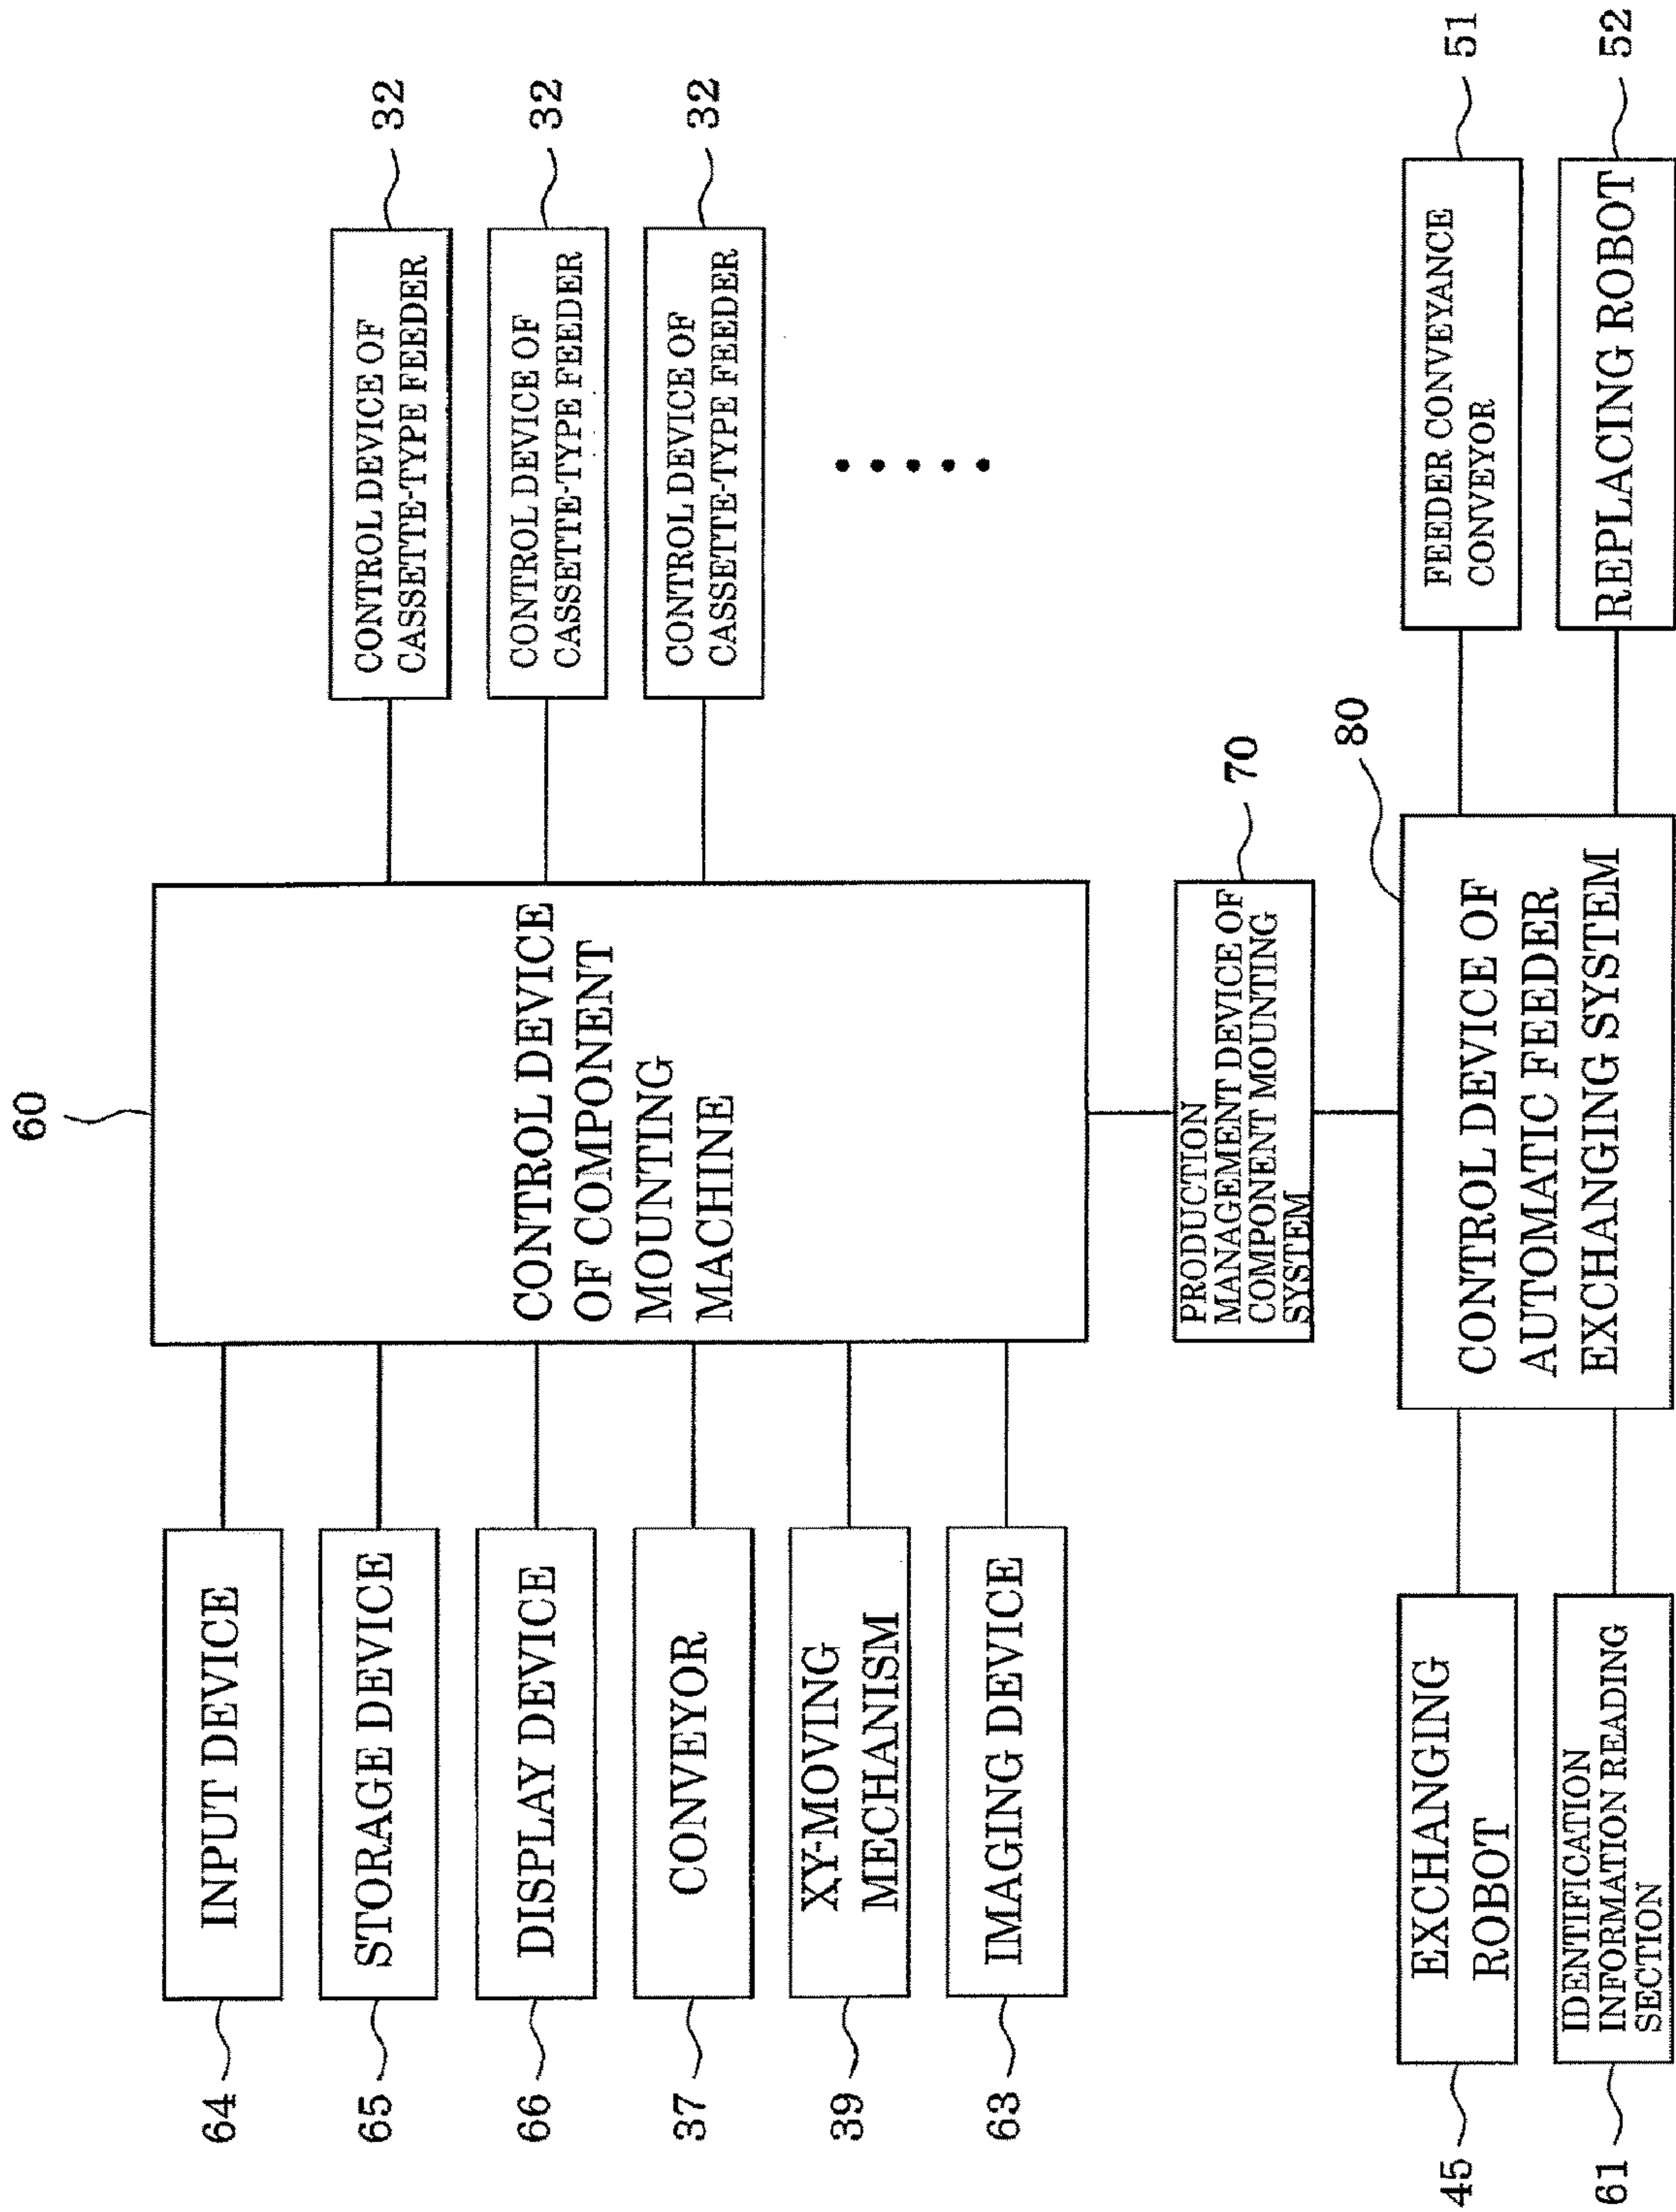 60
64
INPUT DEVICE
65
STORAGE DEVICE
66
DISPLAY DEVICE
37
CONVEYOR
39
XY-MOVING
MECHANISM
63
IMAGING DEVICE
CONTROL DEVICE
OF COMPONENT
MOUNTING
MACHINE
CONTROL DEVICE OF
CASSETTE-TYPE FEEDER
32
CONTROL DEVICE OF
CASSETTE-TYPE FEEDER
32
CONTROL DEVICE OF
CASSETTE-TYPE FEEDER
32
PRODUCTION
MANAGEMENT DEVICE OF
COMPONENT MOUNTING
SYSTEM
70
80
45
EXCHANGING
ROBOT
61
IDENTIFICATION
INFORMATION READING
SECTION
CONTROL DEVICE OF
AUTOMATIC FEEDER
EXCHANGING SYSTEM
FEEDER CONVEYANCE
CONVEYOR
51
REPLACING ROBOT
52